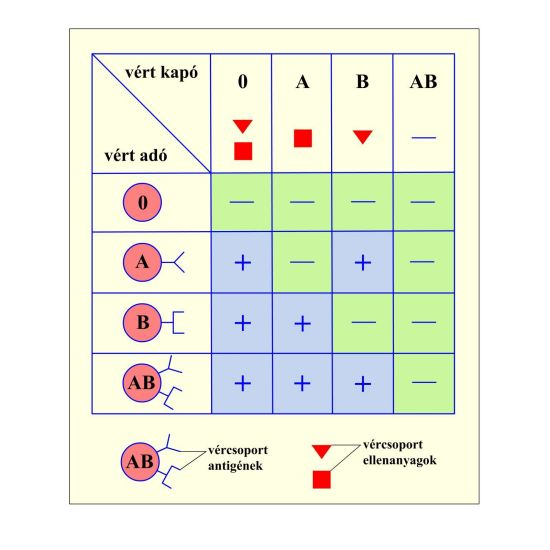 vért kapó
0 A B AB
—
vért adó
0 — — — —
A + — + —
B + + — —
AB + + + —
AB
vércsoport
antigének
vércsoport
ellenanyagok